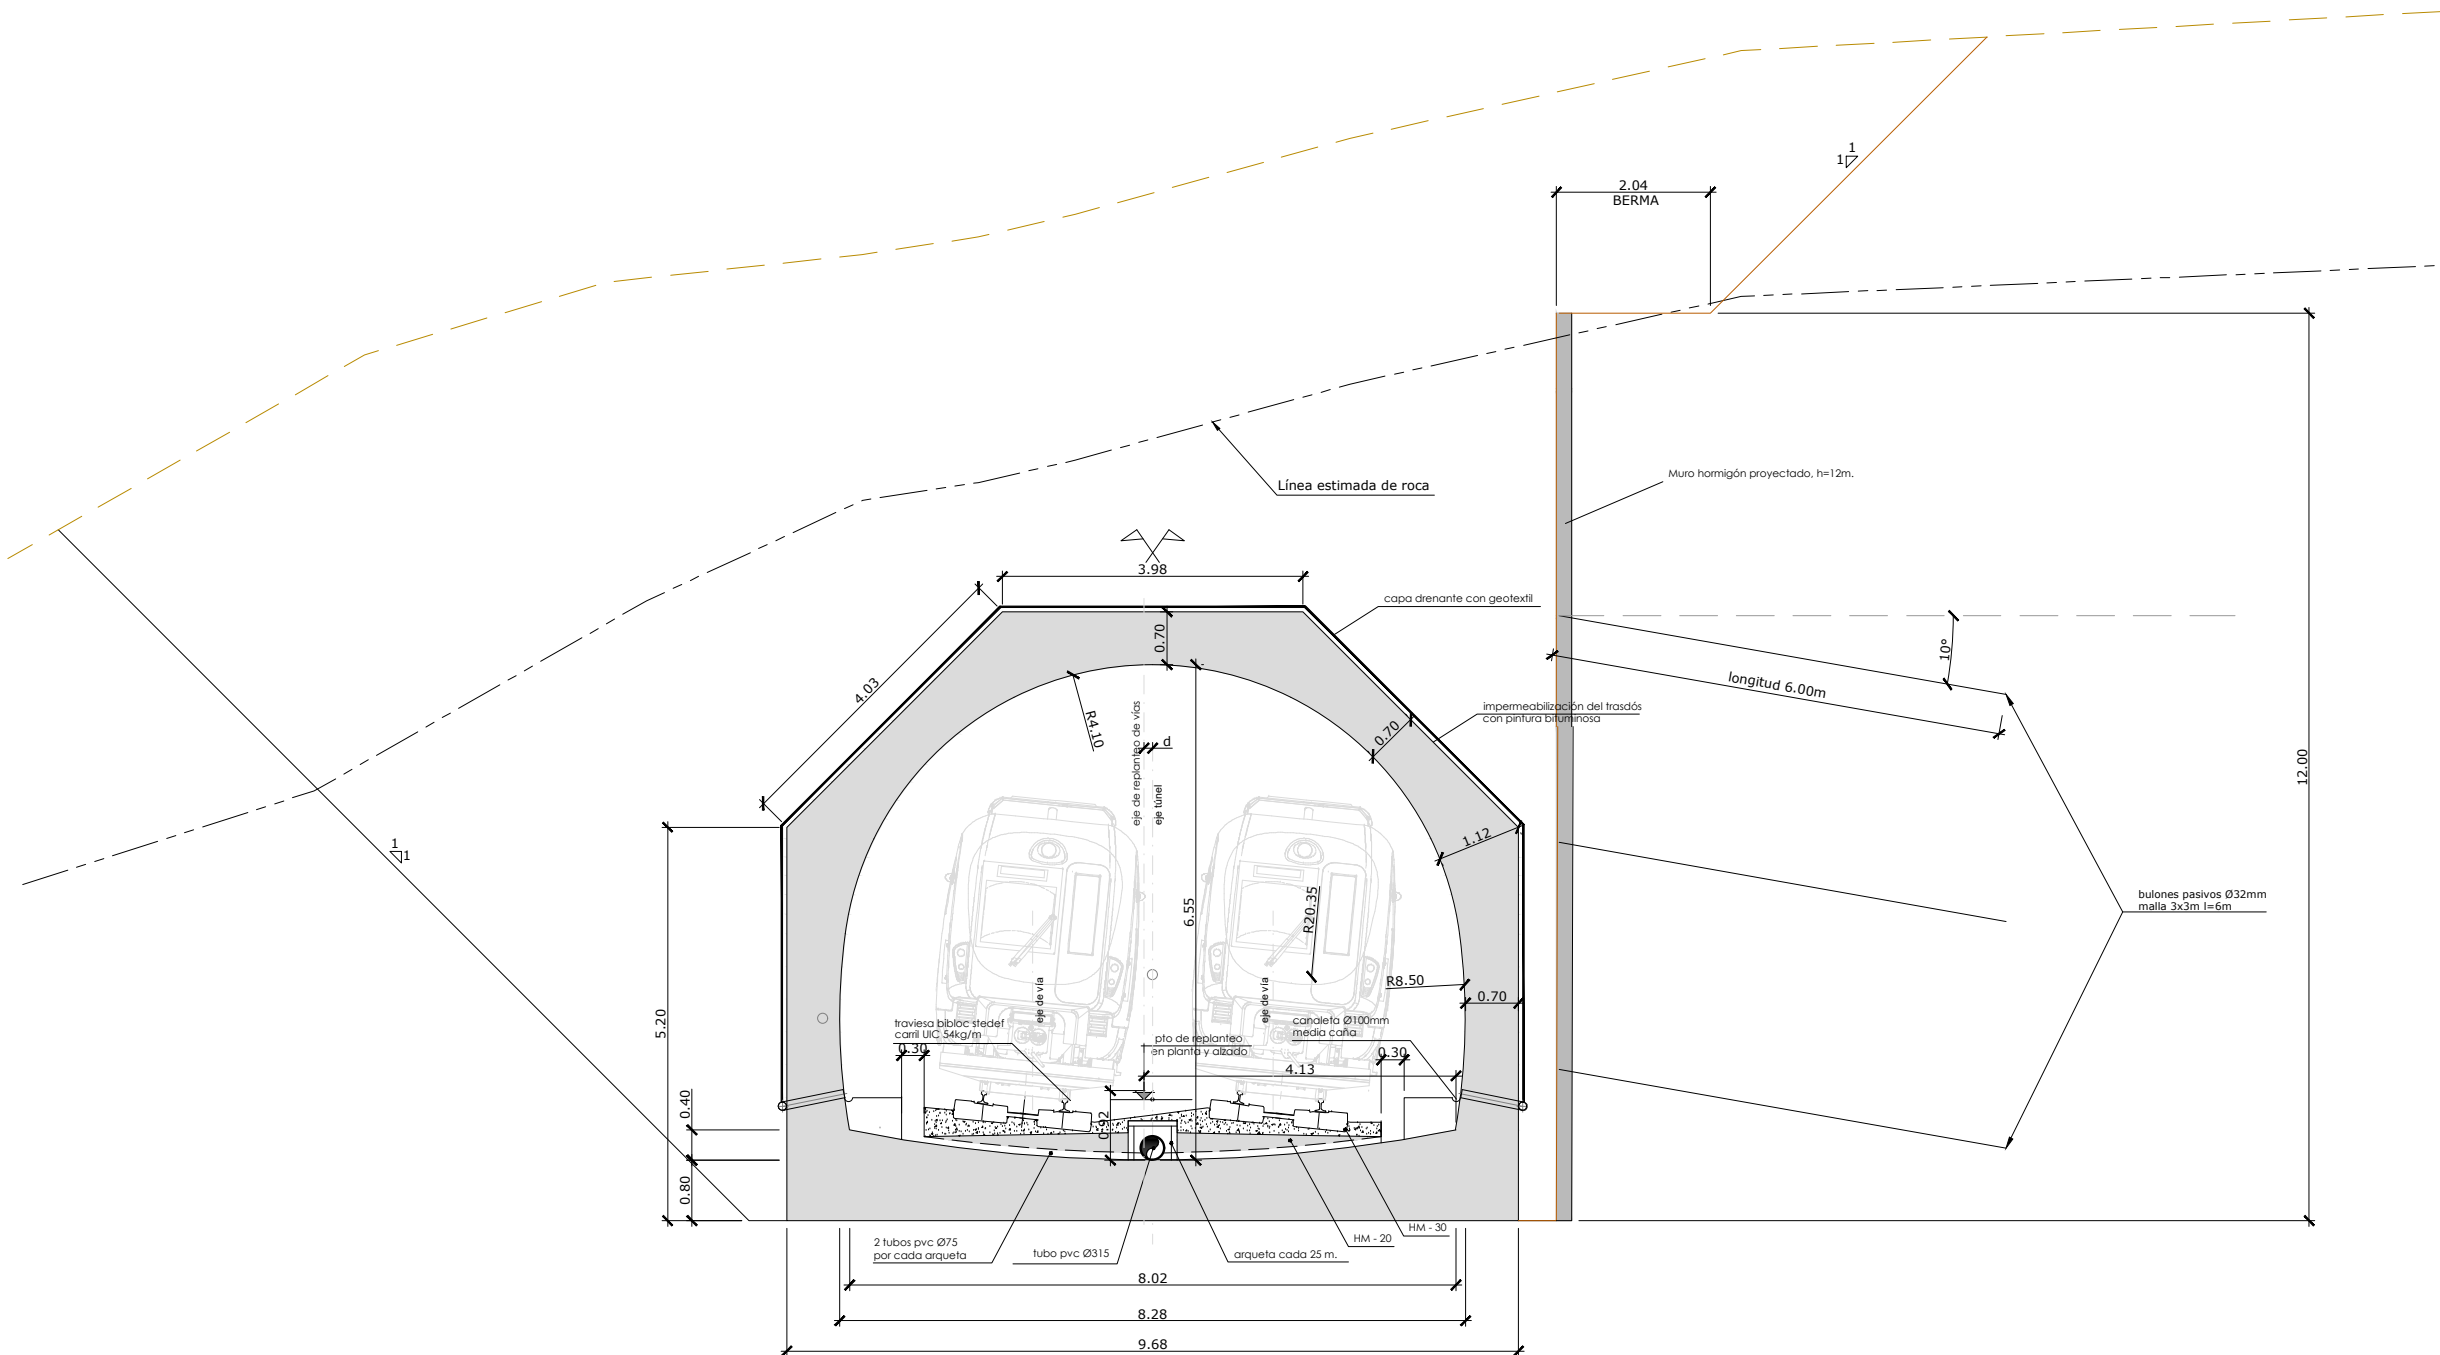 1
1
2.04
BERMA
Línea estimada de roca
Muro hormigón proyectado, h=12m.
3.98
capa drenante con geotextil
0.70
10°
longitud 6.00m
4.03
R4.10
eje de replanteo de vías
d
eje túnel
impermeabilización del trasdós
con pintura bituminosa
0.70
12.00
1
1
1.12
6.55
R20.35
bulones pasivos Ø32mm
malla 3x3m l=6m
eje de vía
eje de vía
R8.50
0.70
5.20
traviesa bibloc stedef
carril UIC 54kg/m
canaleta Ø100mm
media caña
pto de replanteo
en planta y alzado
0.30
0.30
4.13
0.40
0.92
0.80
2 tubos pvc Ø75
por cada arqueta
tubo pvc Ø315
arqueta cada 25 m.
HM - 20
HM - 30
8.02
8.28
9.68